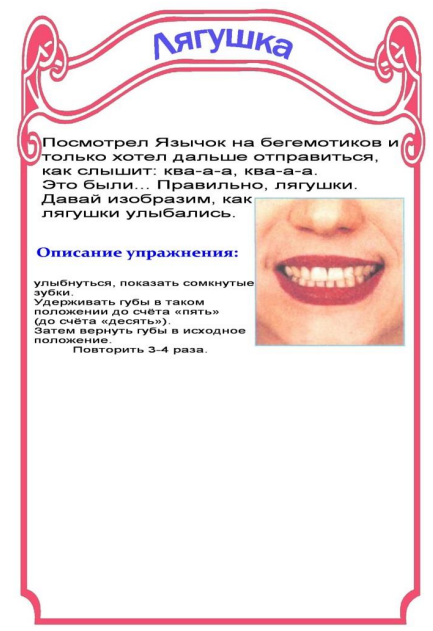 Лягушка
Посмотрел Язычок на бегемотиков и
только хотел дальше отправиться,
как слышит: ква-а-а, ква-а-а.
Это были... Правильно, лягушки.
Давай изобразим, как
лягушки улыбались.
Описание упражнения:
улыбнуться, показать сомкнутые
зубки.
Удерживать губы в таком
положении до счёта «пять»
(до счёта «десять»).
Затем вернуть губы в исходное
положение.
Повторить 3-4 раза.